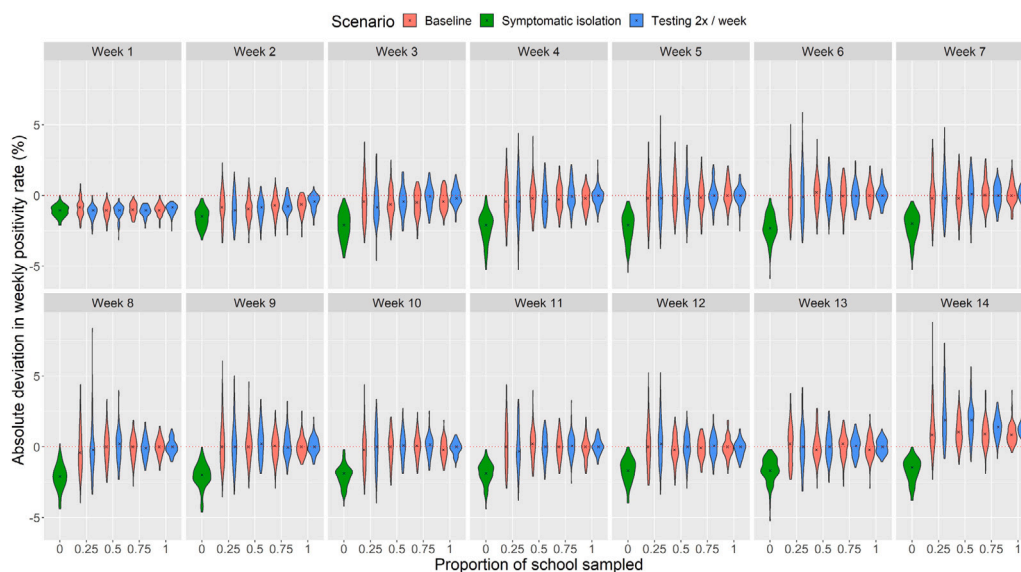 Scenario Baseline Symptomatic isolation Testing 2x / week
Week 1 Week 2 Week 3 Week 4 Week 5 Week 6 Week 7
5
0
-5
Week 8 Week 9 Week 10 Week 11 Week 12 Week 13 Week 14
5
0
-5
Absolute deviation in weekly positivity rate (%)
0 0.25 0.5 0.75 1 0 0.25 0.5 0.75 1 0 0.25 0.5 0.75 1 0 0.25 0.5 0.75 1 0 0.25 0.5 0.75 1 0 0.25 0.5 0.75 1 0 0.25 0.5 0.75 1
Proportion of school sampled